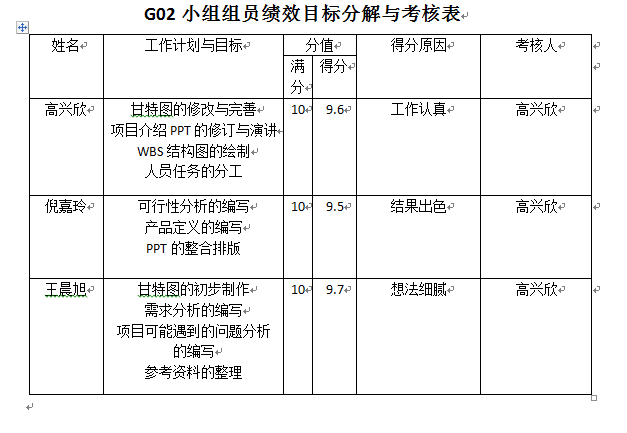 G02 小组组员绩效目标分解与考核表
姓名 工作计划与目标 分值 得分原因 考核人
满分 得分
高兴欣 甘特图的修改与完善 10 9.6 工作认真 高兴欣
项目介绍 PPT 的修订与演讲
WBS 结构图的绘制
人员任务的分工
倪嘉玲 可行性分析的编写 10 9.5 结果出色 高兴欣
产品定义的编写
PPT 的整合排版
王晨旭 甘特图的初步制作 10 9.7 想法细腻 高兴欣
需求分析的编写
项目可能遇到的问题分析
的编写
参考资料的整理